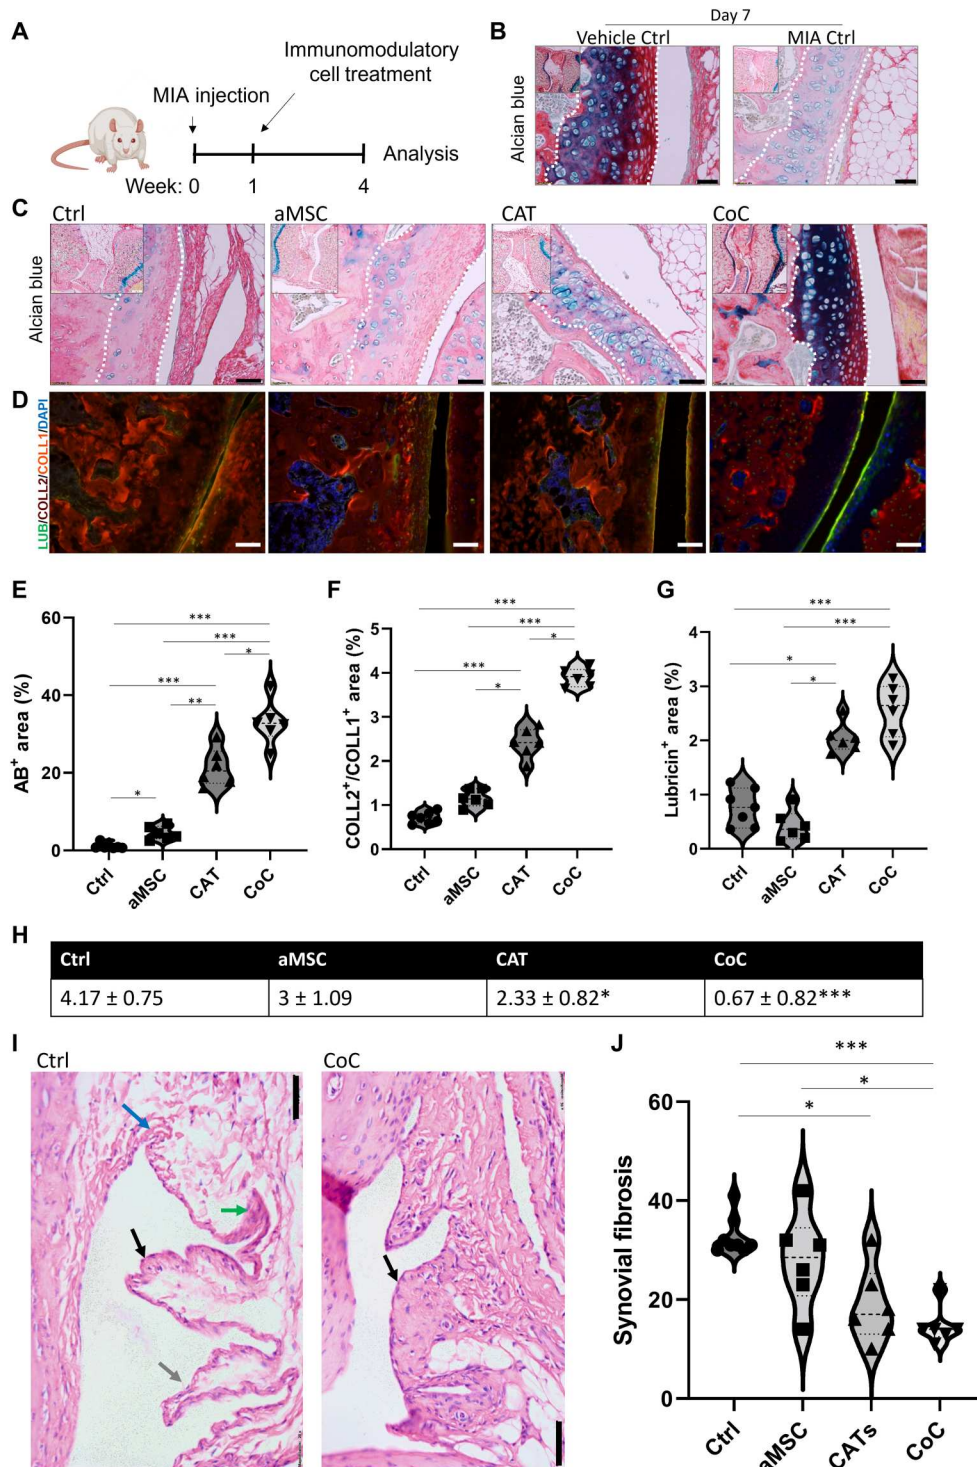 A
MIA injection
Immunomodulatory
cell treatment
Analysis
Week: 0 1 4
B
Day 7
Vehicle Ctrl MIA Ctrl
Alcian blue
C
Ctrl aMSC CAT CoC
Alcian blue
D
LUB/COLL2/COLL1/DAPI
E
AB⁺ area (%)
60
40
20
0
***
***
*
***
**
*
Ctrl aMSC CAT CoC
F
COLL2⁺/COLL1⁺ area (%)
5
4
3
2
1
0
***
***
*
***
*
Ctrl aMSC CAT CoC
G
Lubricin⁺ area (%)
4
3
2
1
0
***
***
*
*
Ctrl aMSC CAT CoC
H
Ctrl aMSC CAT CoC
4.17 ± 0.75 3 ± 1.09 2.33 ± 0.82* 0.67 ± 0.82***
I
Ctrl CoC
J
Synovial fibrosis
60
40
20
0
***
*
*
Ctrl aMSC CATs CoC